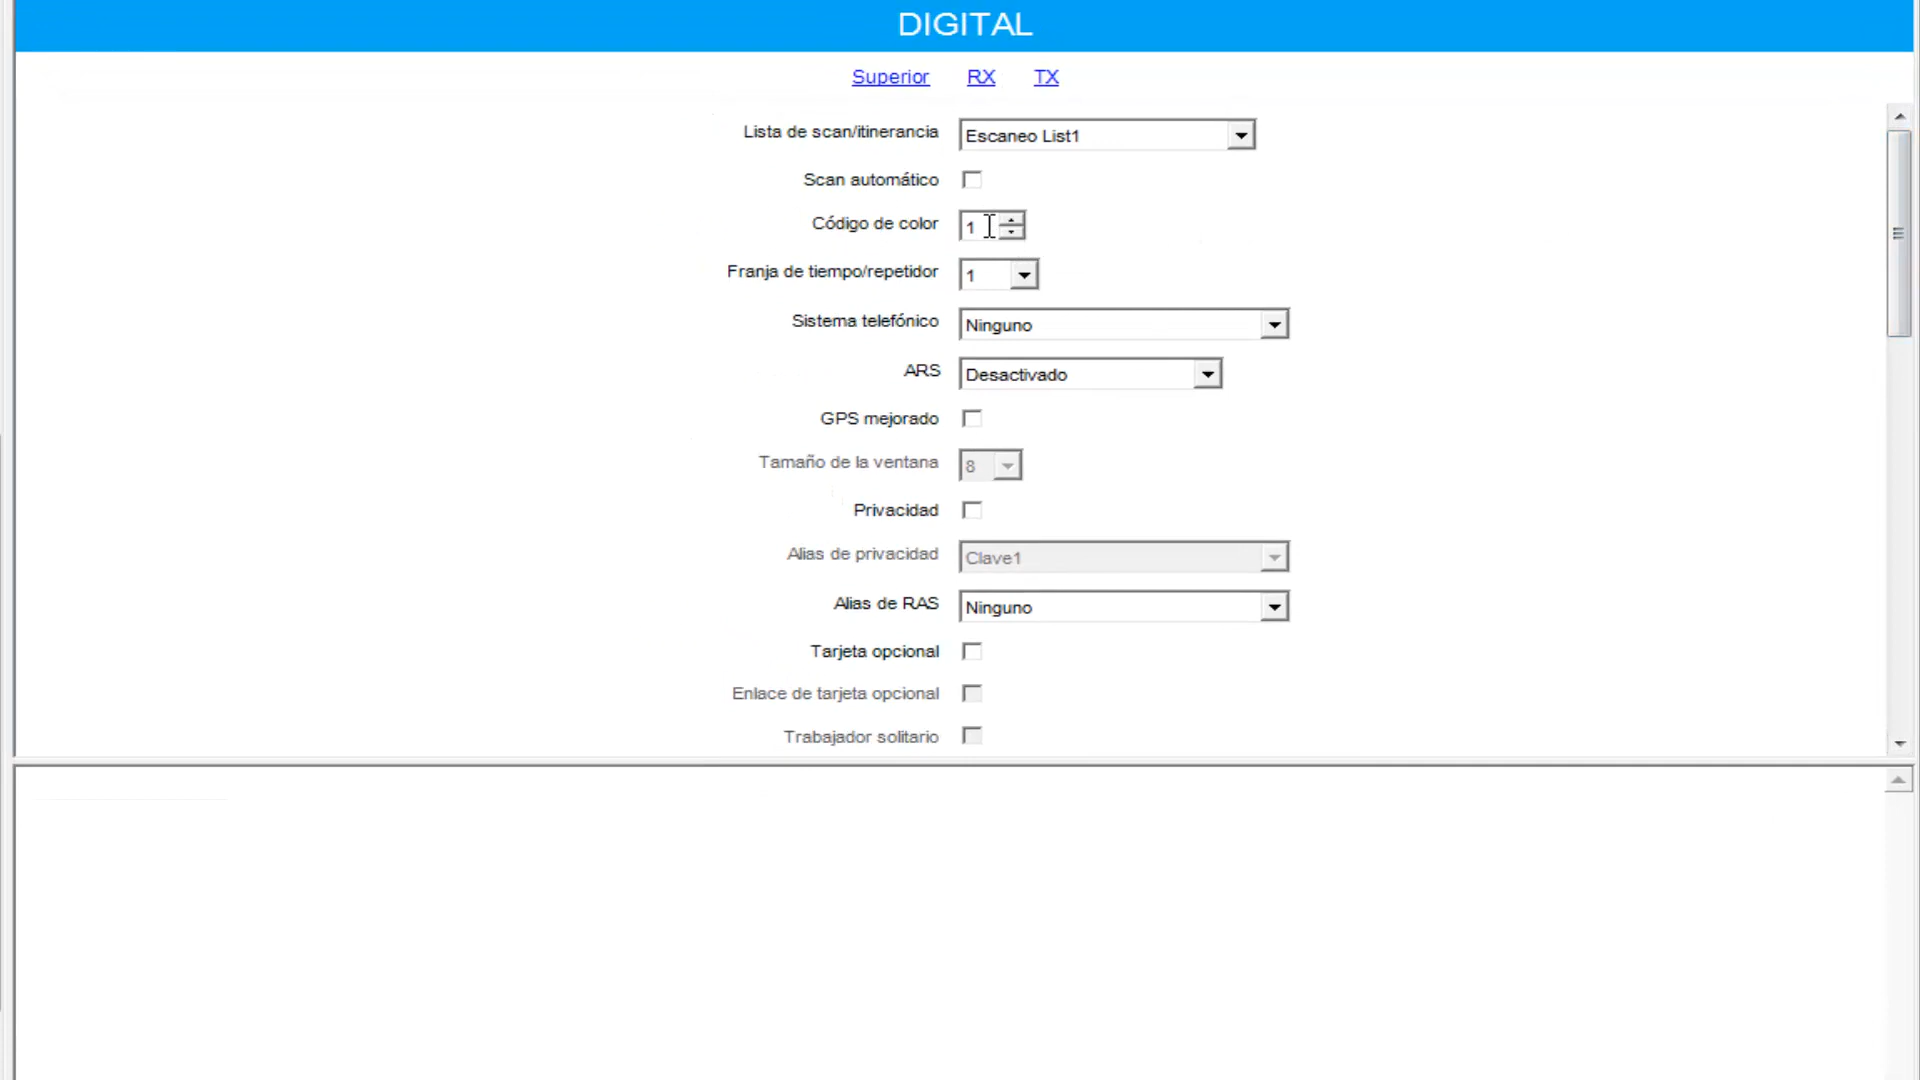 DIGITAL
Superior RX TX
Lista de scan/itinerancia Escaneo List1
Scan automático
Código de color 1
Franja de tiempo/repetidor 1
Sistema telefónico Ninguno
ARS Desactivado
GPS mejorado
Tamaño de la ventana 8
Privacidad
Alias de privacidad Clave1
Alias de RAS Ninguno
Tarjeta opcional
Enlace de tarjeta opcional
Trabajador solitario